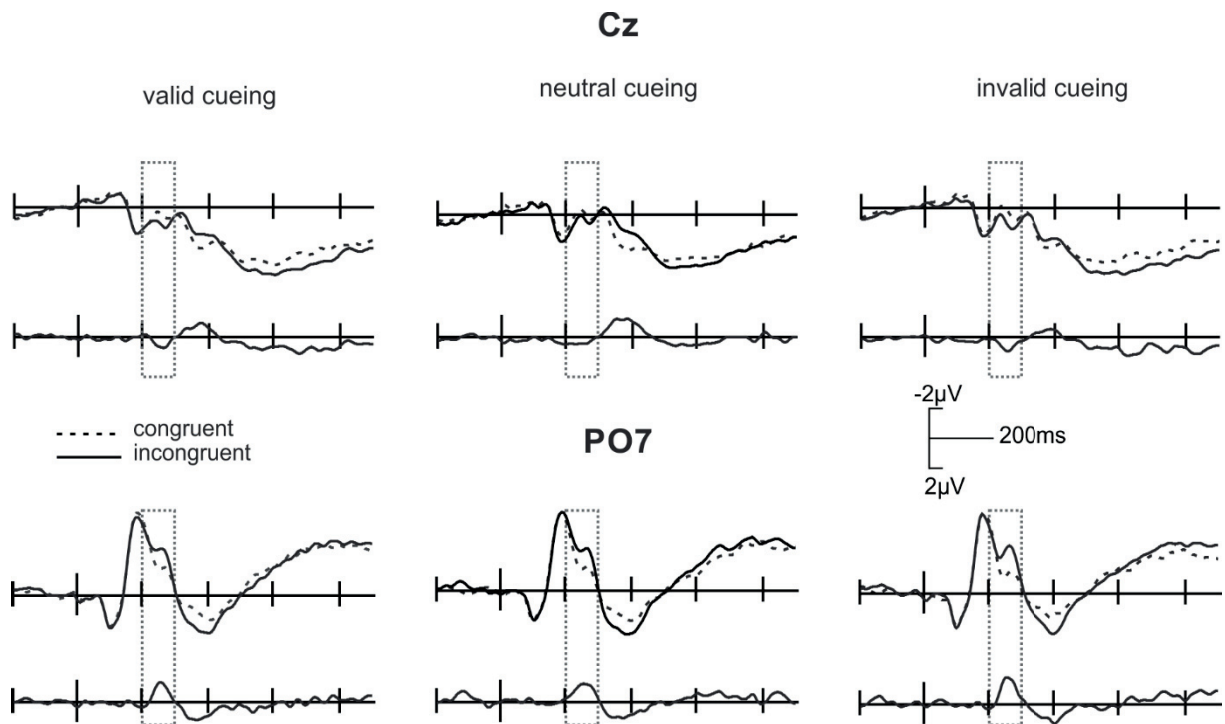 Cz
valid cueing
neutral cueing
invalid cueing
-2µV
200ms
2µV
congruent
incongruent
PO7